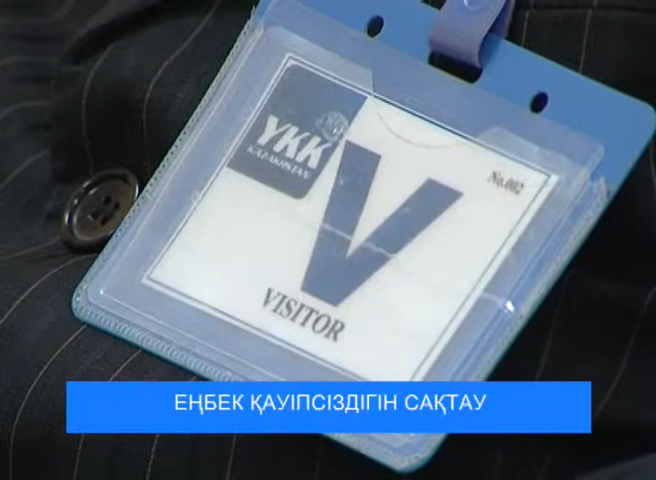 YKK
KAZAKHSTAN
No.002
V
VISITOR
ЕҢБЕК ҚАУІПСІЗДІГІН САҚТАУ